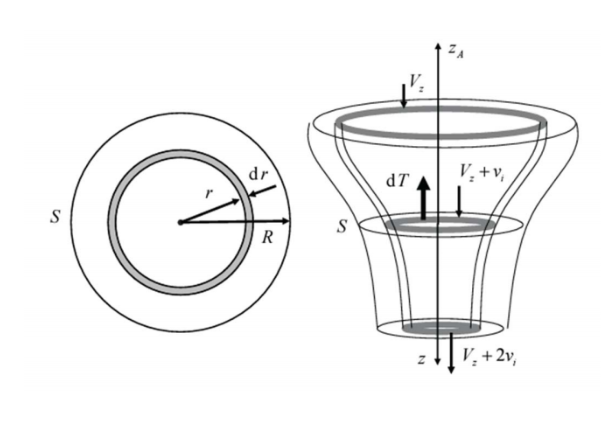 S
r
dr
R
z_A
V_z
dT
V_z + v_i
S
z
V_z + 2v_i